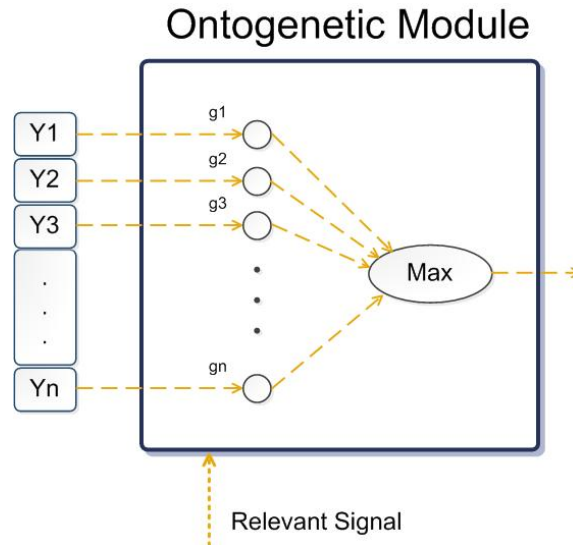 Ontogenetic Module
g1
Y1
g2
Y2
g3
Y3
Max
.
.
.
gn
Yn
Relevant Signal